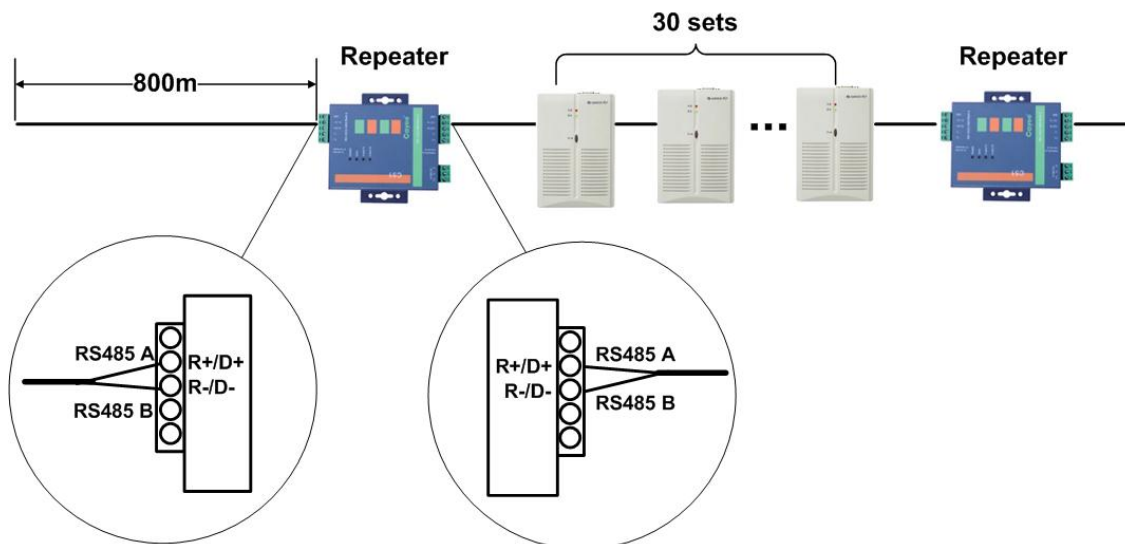 30 sets
Repeater
Repeater
800m
RS485 A
R+/D+
R-/D-
RS485 B
R+/D+
RS485 A
R-/D-
RS485 B